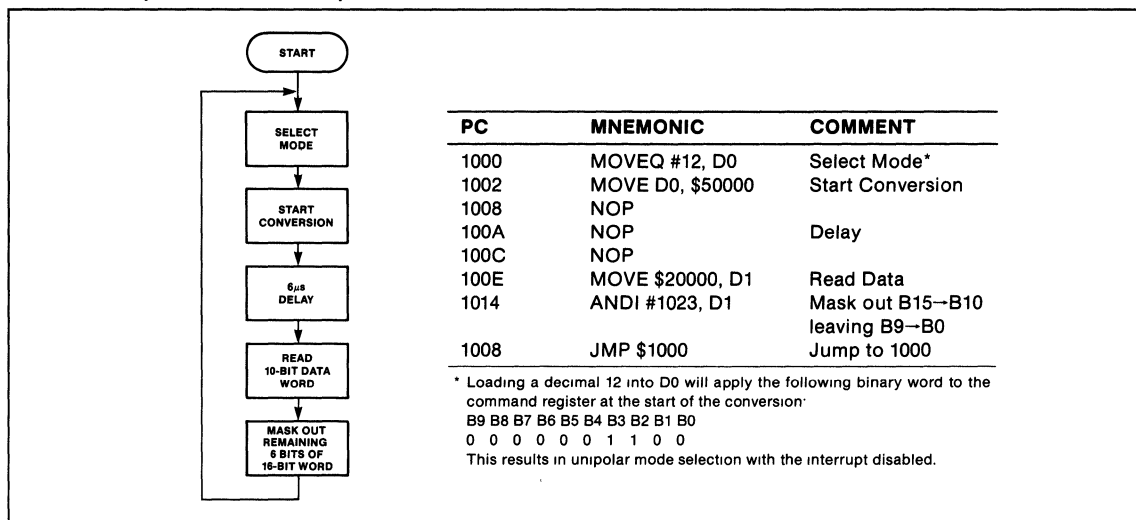 START
SELECT
MODE
START
CONVERSION
6μs
DELAY
READ
10-BIT DATA
WORD
MASK OUT
REMAINING
6 BITS OF
16-BIT WORD
PC MNEMONIC COMMENT
1000 MOVEQ #12, D0 Select Mode*
1002 MOVE D0, $50000 Start Conversion
1008 NOP
100A NOP Delay
100C NOP
100E MOVE $20000, D1 Read Data
1014 ANDI #1023, D1 Mask out B15→B10
leaving B9→B0
1008 JMP $1000 Jump to 1000
* Loading a decimal 12 into D0 will apply the following binary word to the
command register at the start of the conversion·
B9 B8 B7 B6 B5 B4 B3 B2 B1 B0
0 0 0 0 0 0 1 1 0 0
This results in unipolar mode selection with the interrupt disabled.